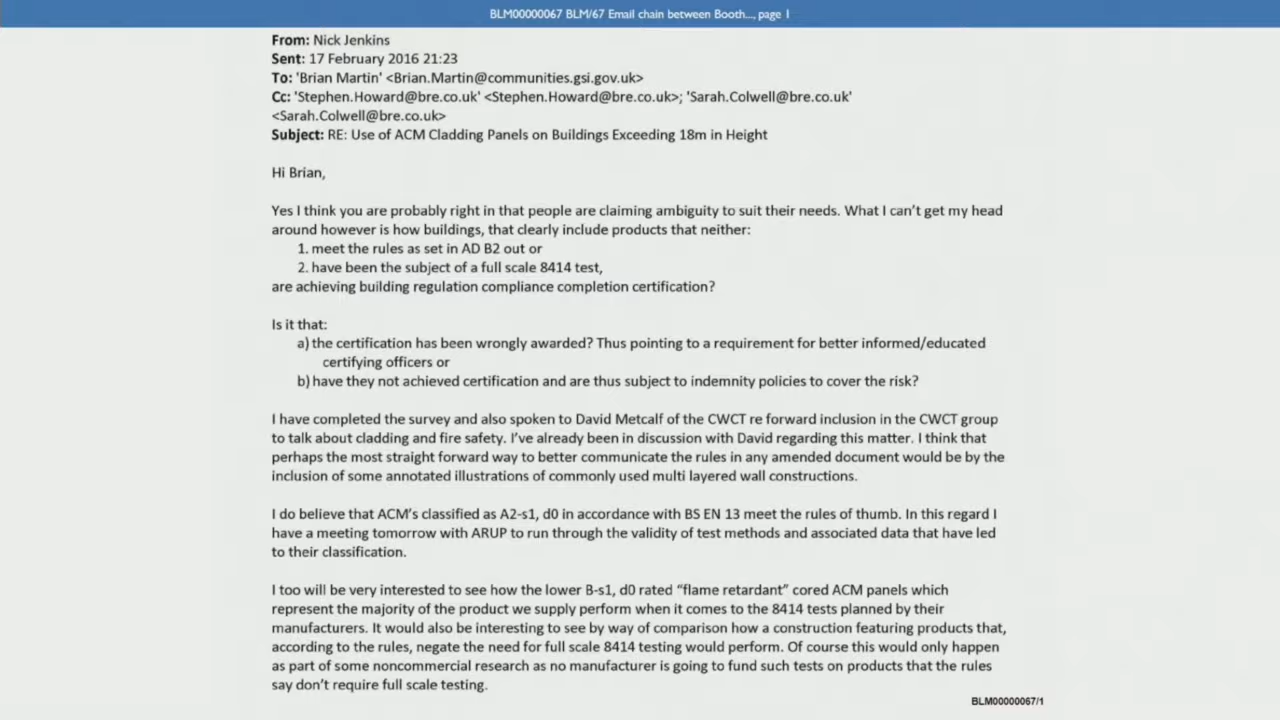 BLM00000067 BLM/67 Email chain between Booth..., page 1
From: Nick Jenkins
Sent: 17 February 2016 21:23
To: 'Brian Martin' <Brian.Martin@communities.gsi.gov.uk>
Cc: 'Stephen.Howard@bre.co.uk' <Stephen.Howard@bre.co.uk>; 'Sarah.Colwell@bre.co.uk'
<Sarah.Colwell@bre.co.uk>
Subject: RE: Use of ACM Cladding Panels on Buildings Exceeding 18m in Height
Hi Brian,
Yes I think you are probably right in that people are claiming ambiguity to suit their needs. What I can't get my head
around however is how buildings, that clearly include products that neither:
1. meet the rules as set in AD B2 out or
2. have been the subject of a full scale 8414 test,
are achieving building regulation compliance completion certification?
Is it that:
a) the certification has been wrongly awarded? Thus pointing to a requirement for better informed/educated
certifying officers or
b) have they not achieved certification and are thus subject to indemnity policies to cover the risk?
I have completed the survey and also spoken to David Metcalf of the CWCT re forward inclusion in the CWCT group
to talk about cladding and fire safety. I've already been in discussion with David regarding this matter. I think that
perhaps the most straight forward way to better communicate the rules in any amended document would be by the
inclusion of some annotated illustrations of commonly used multi layered wall constructions.
I do believe that ACM's classified as A2-s1, d0 in accordance with BS EN 13 meet the rules of thumb. In this regard I
have a meeting tomorrow with ARUP to run through the validity of test methods and associated data that have led
to their classification.
I too will be very interested to see how the lower B-s1, d0 rated "flame retardant" cored ACM panels which
represent the majority of the product we supply perform when it comes to the 8414 tests planned by their
manufacturers. It would also be interesting to see by way of comparison how a construction featuring products that,
according to the rules, negate the need for full scale 8414 testing would perform. Of course this would only happen
as part of some noncommercial research as no manufacturer is going to fund such tests on products that the rules
say don't require full scale testing.
BLM00000067/1